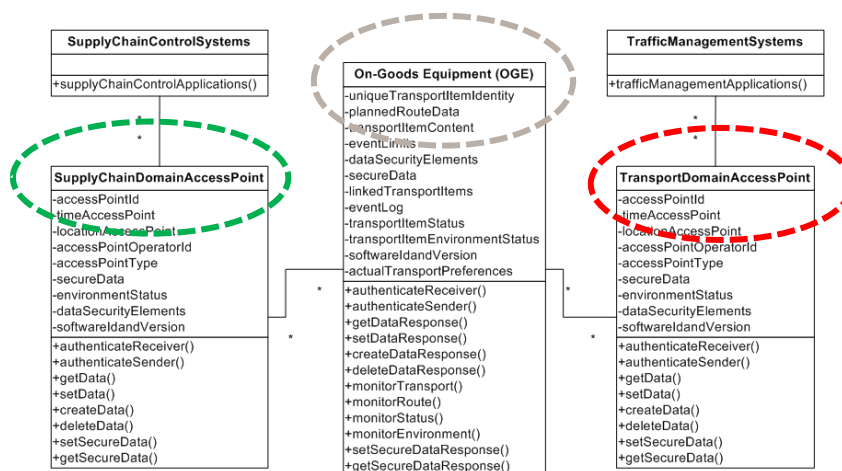 SupplyChainControlSystems
+supplyChainControlApplications()
*
*
SupplyChainDomainAccessPoint
-accessPointId
-timeAccessPoint
-locationAccessPoint
-accessPointOperatorId
-accessPointType
-secureData
-environmentStatus
-dataSecurityElements
-softwareIdandVersion
+authenticateReceiver()
+authenticateSender()
+getData()
+setData()
+createData()
+deleteData()
+setSecureData()
+getSecureData()
*
*
On-Goods Equipment (OGE)
-uniqueTransportItemIdentity
-plannedRouteData
-transportItemContent
-eventLimits
-dataSecurityElements
-secureData
-linkedTransportItems
-eventLog
-transportItemStatus
-transportItemEnvironmentStatus
-softwareIdandVersion
-actualTransportPreferences
+authenticateReceiver()
+authenticateSender()
+getDataResponse()
+setDataResponse()
+createDataResponse()
+deleteDataResponse()
+monitorTransport()
+monitorRoute()
+monitorStatus()
+monitorEnvironment()
+setSecureDataResponse()
+getSecureDataResponse()
*
*
TrafficManagementSystems
+trafficManagementApplications()
*
*
TransportDomainAccessPoint
-accessPointId
-timeAccessPoint
-locationAccessPoint
-accessPointOperatorId
-accessPointType
-secureData
-environmentStatus
-dataSecurityElements
-softwareIdandVersion
+authenticateReceiver()
+authenticateSender()
+getData()
+setData()
+createData()
+deleteData()
+setSecureData()
+getSecureData()